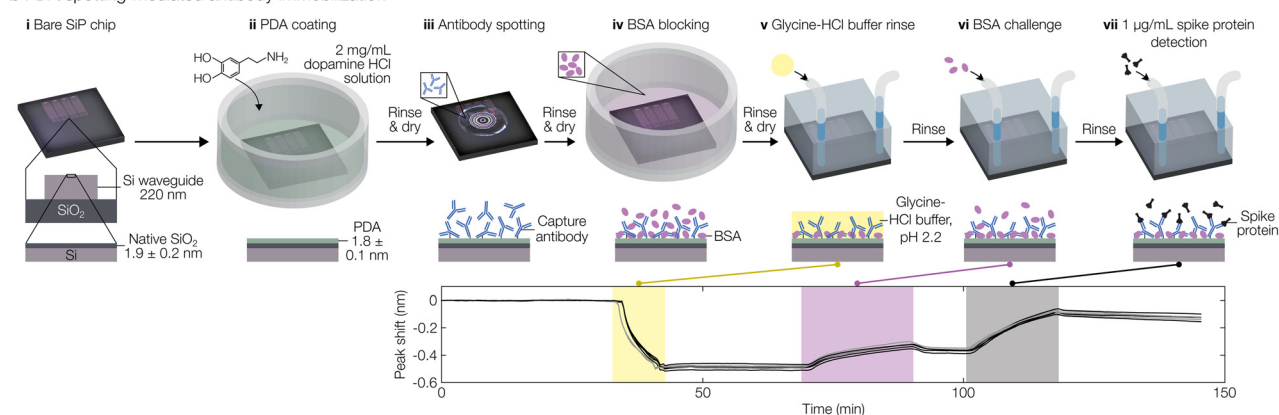 i Bare SiP chip
ii PDA coating
iii Antibody spotting
iv BSA blocking
v Glycine-HCl buffer rinse
vi BSA challenge
vii 1 µg/mL spike protein
detection
HO
HO
NH2
2 mg/mL
dopamine HCl
solution
Rinse
& dry
Rinse
& dry
Rinse
& dry
Rinse
Rinse
Si waveguide
220 nm
SiO2
Native SiO2
1.9 ± 0.2 nm
Si
PDA
1.8 ±
0.1 nm
Capture
antibody
BSA
Glycine-
HCl buffer,
pH 2.2
Spike
protein
Peak shift (nm)
0
-0.2
-0.4
-0.6
0
50
100
150
Time (min)